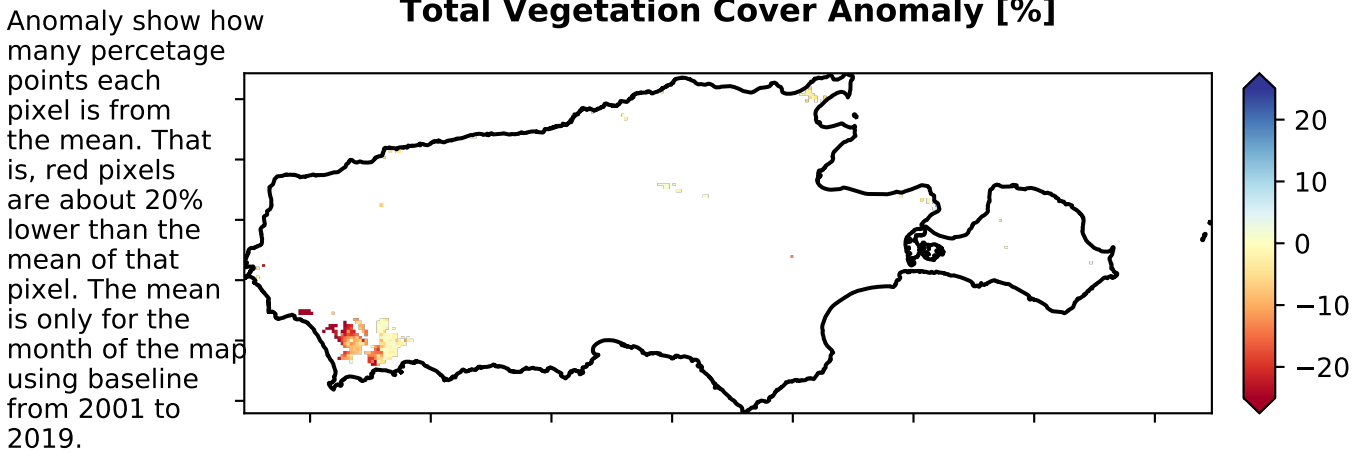 Total Vegetation Cover Anomaly [%]
Anomaly show how
many percetage
points each
pixel is from
the mean. That
is, red pixels
are about 20%
lower than the
mean of that
pixel. The mean
is only for the
month of the map
using baseline
from 2001 to
2019.
20
10
0
−10
−20